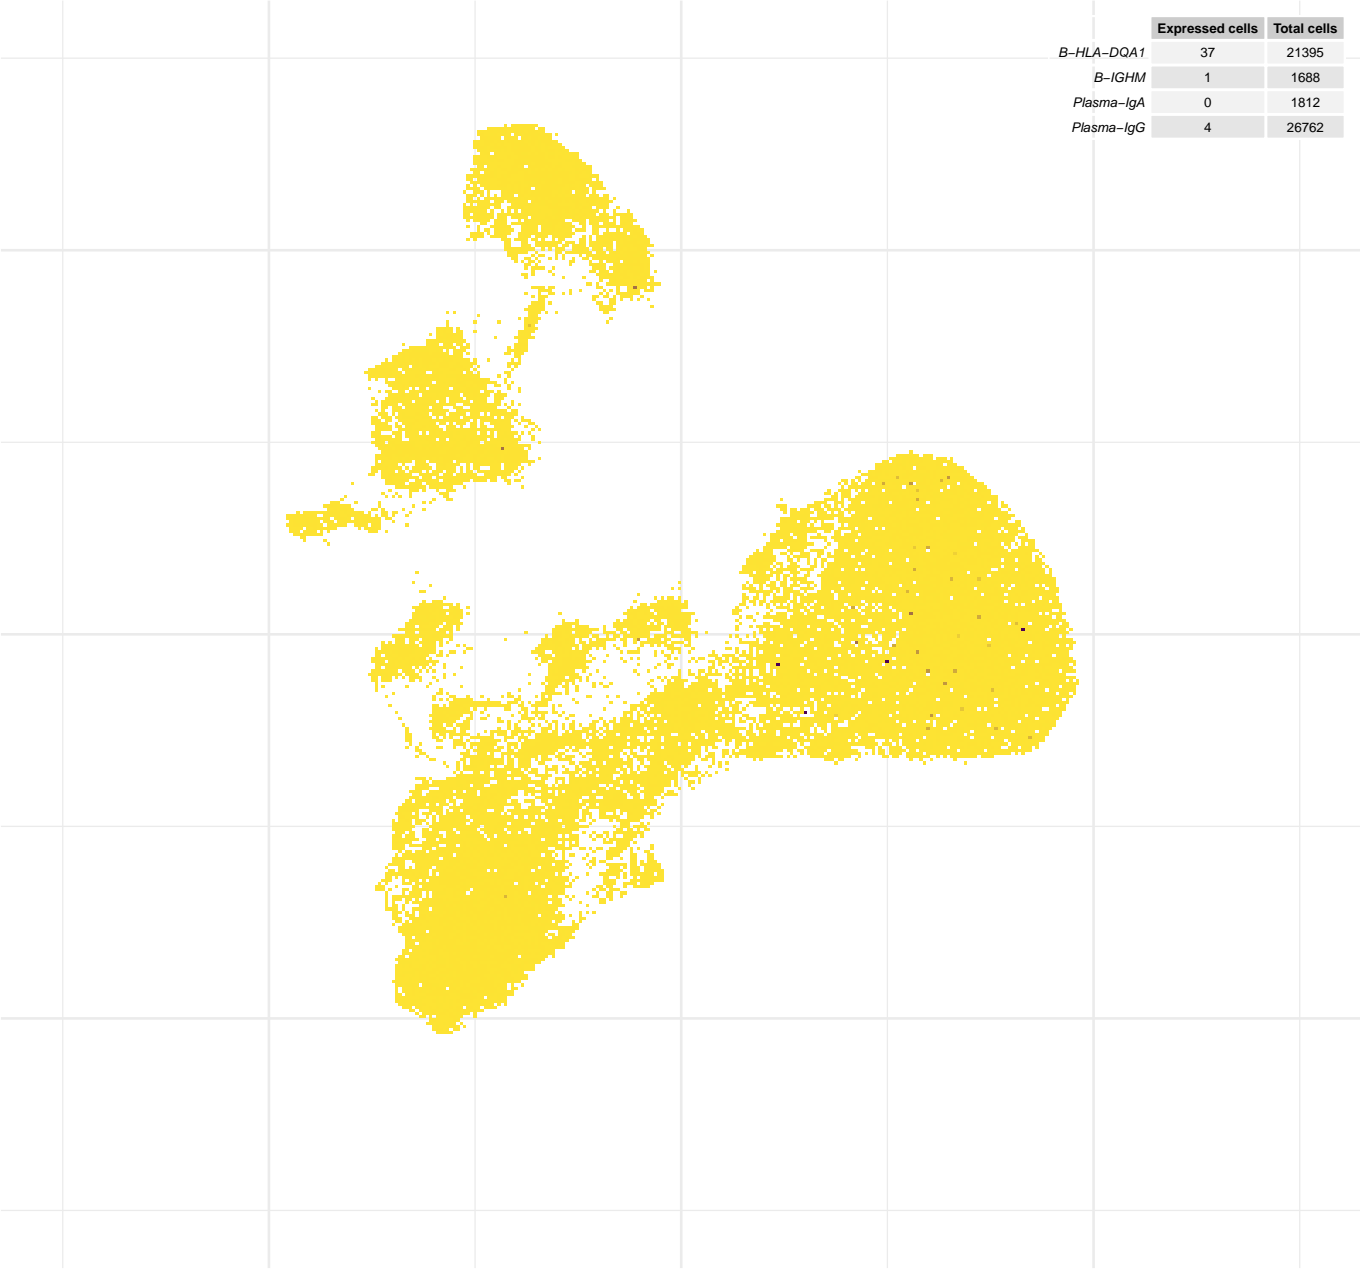 Expressed cells Total cells
B−HLA−DQA1 37 21395
B−IGHM 1 1688
Plasma−IgA 0 1812
Plasma−IgG 4 26762